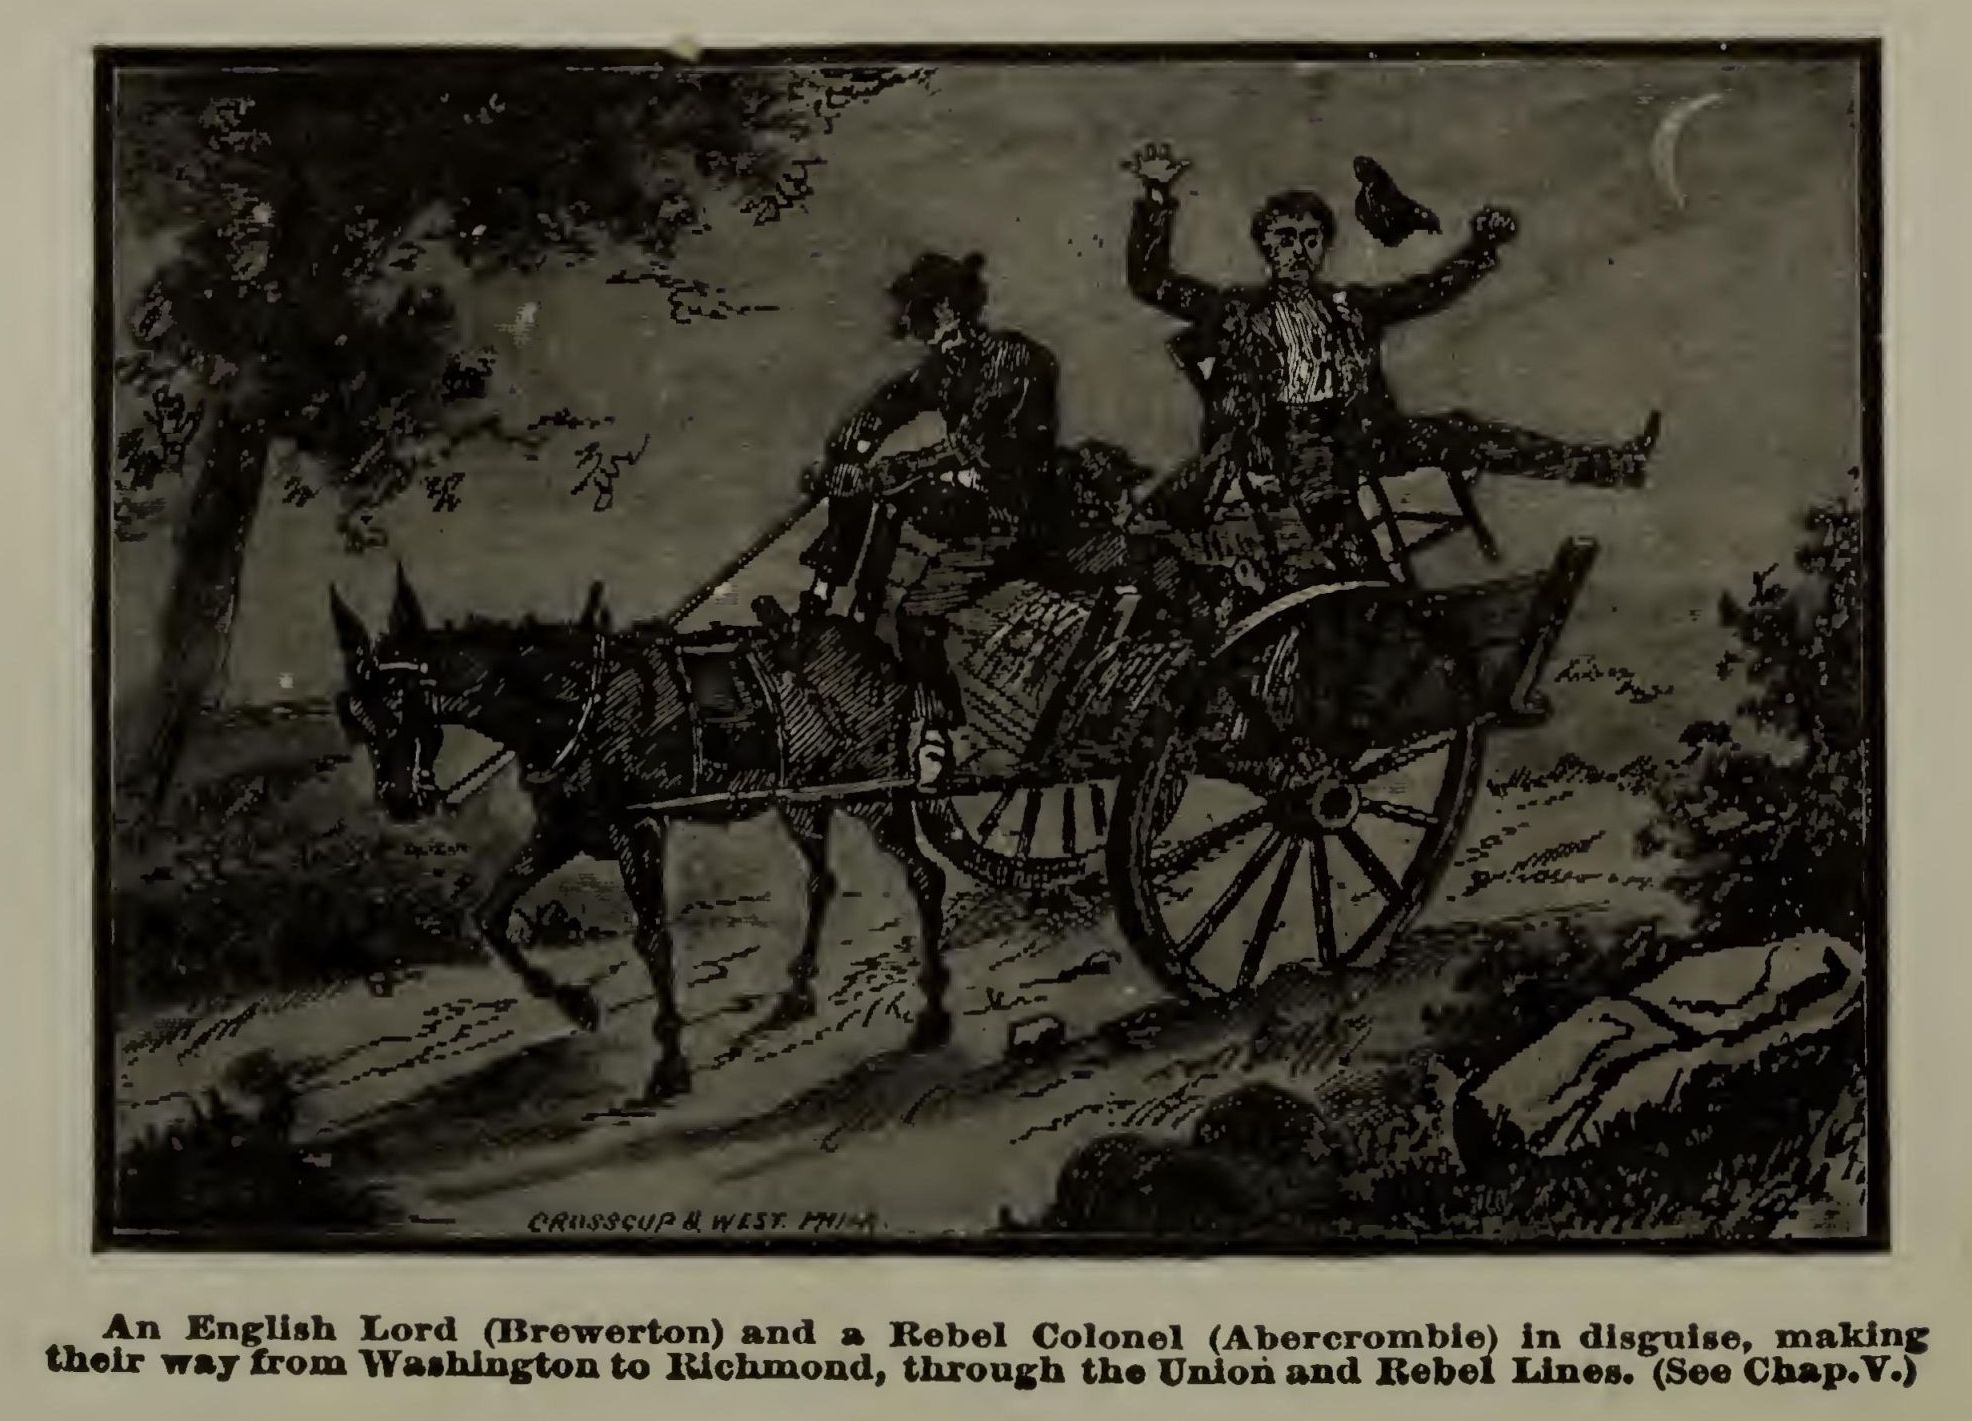 CROSSCUP & WEST. PHILA.
An English Lord (Brewerton) and a Rebel Colonel (Abercrombie) in disguise, making
their way from Washington to Richmond, through the Union and Rebel Lines. (See Chap.V.)